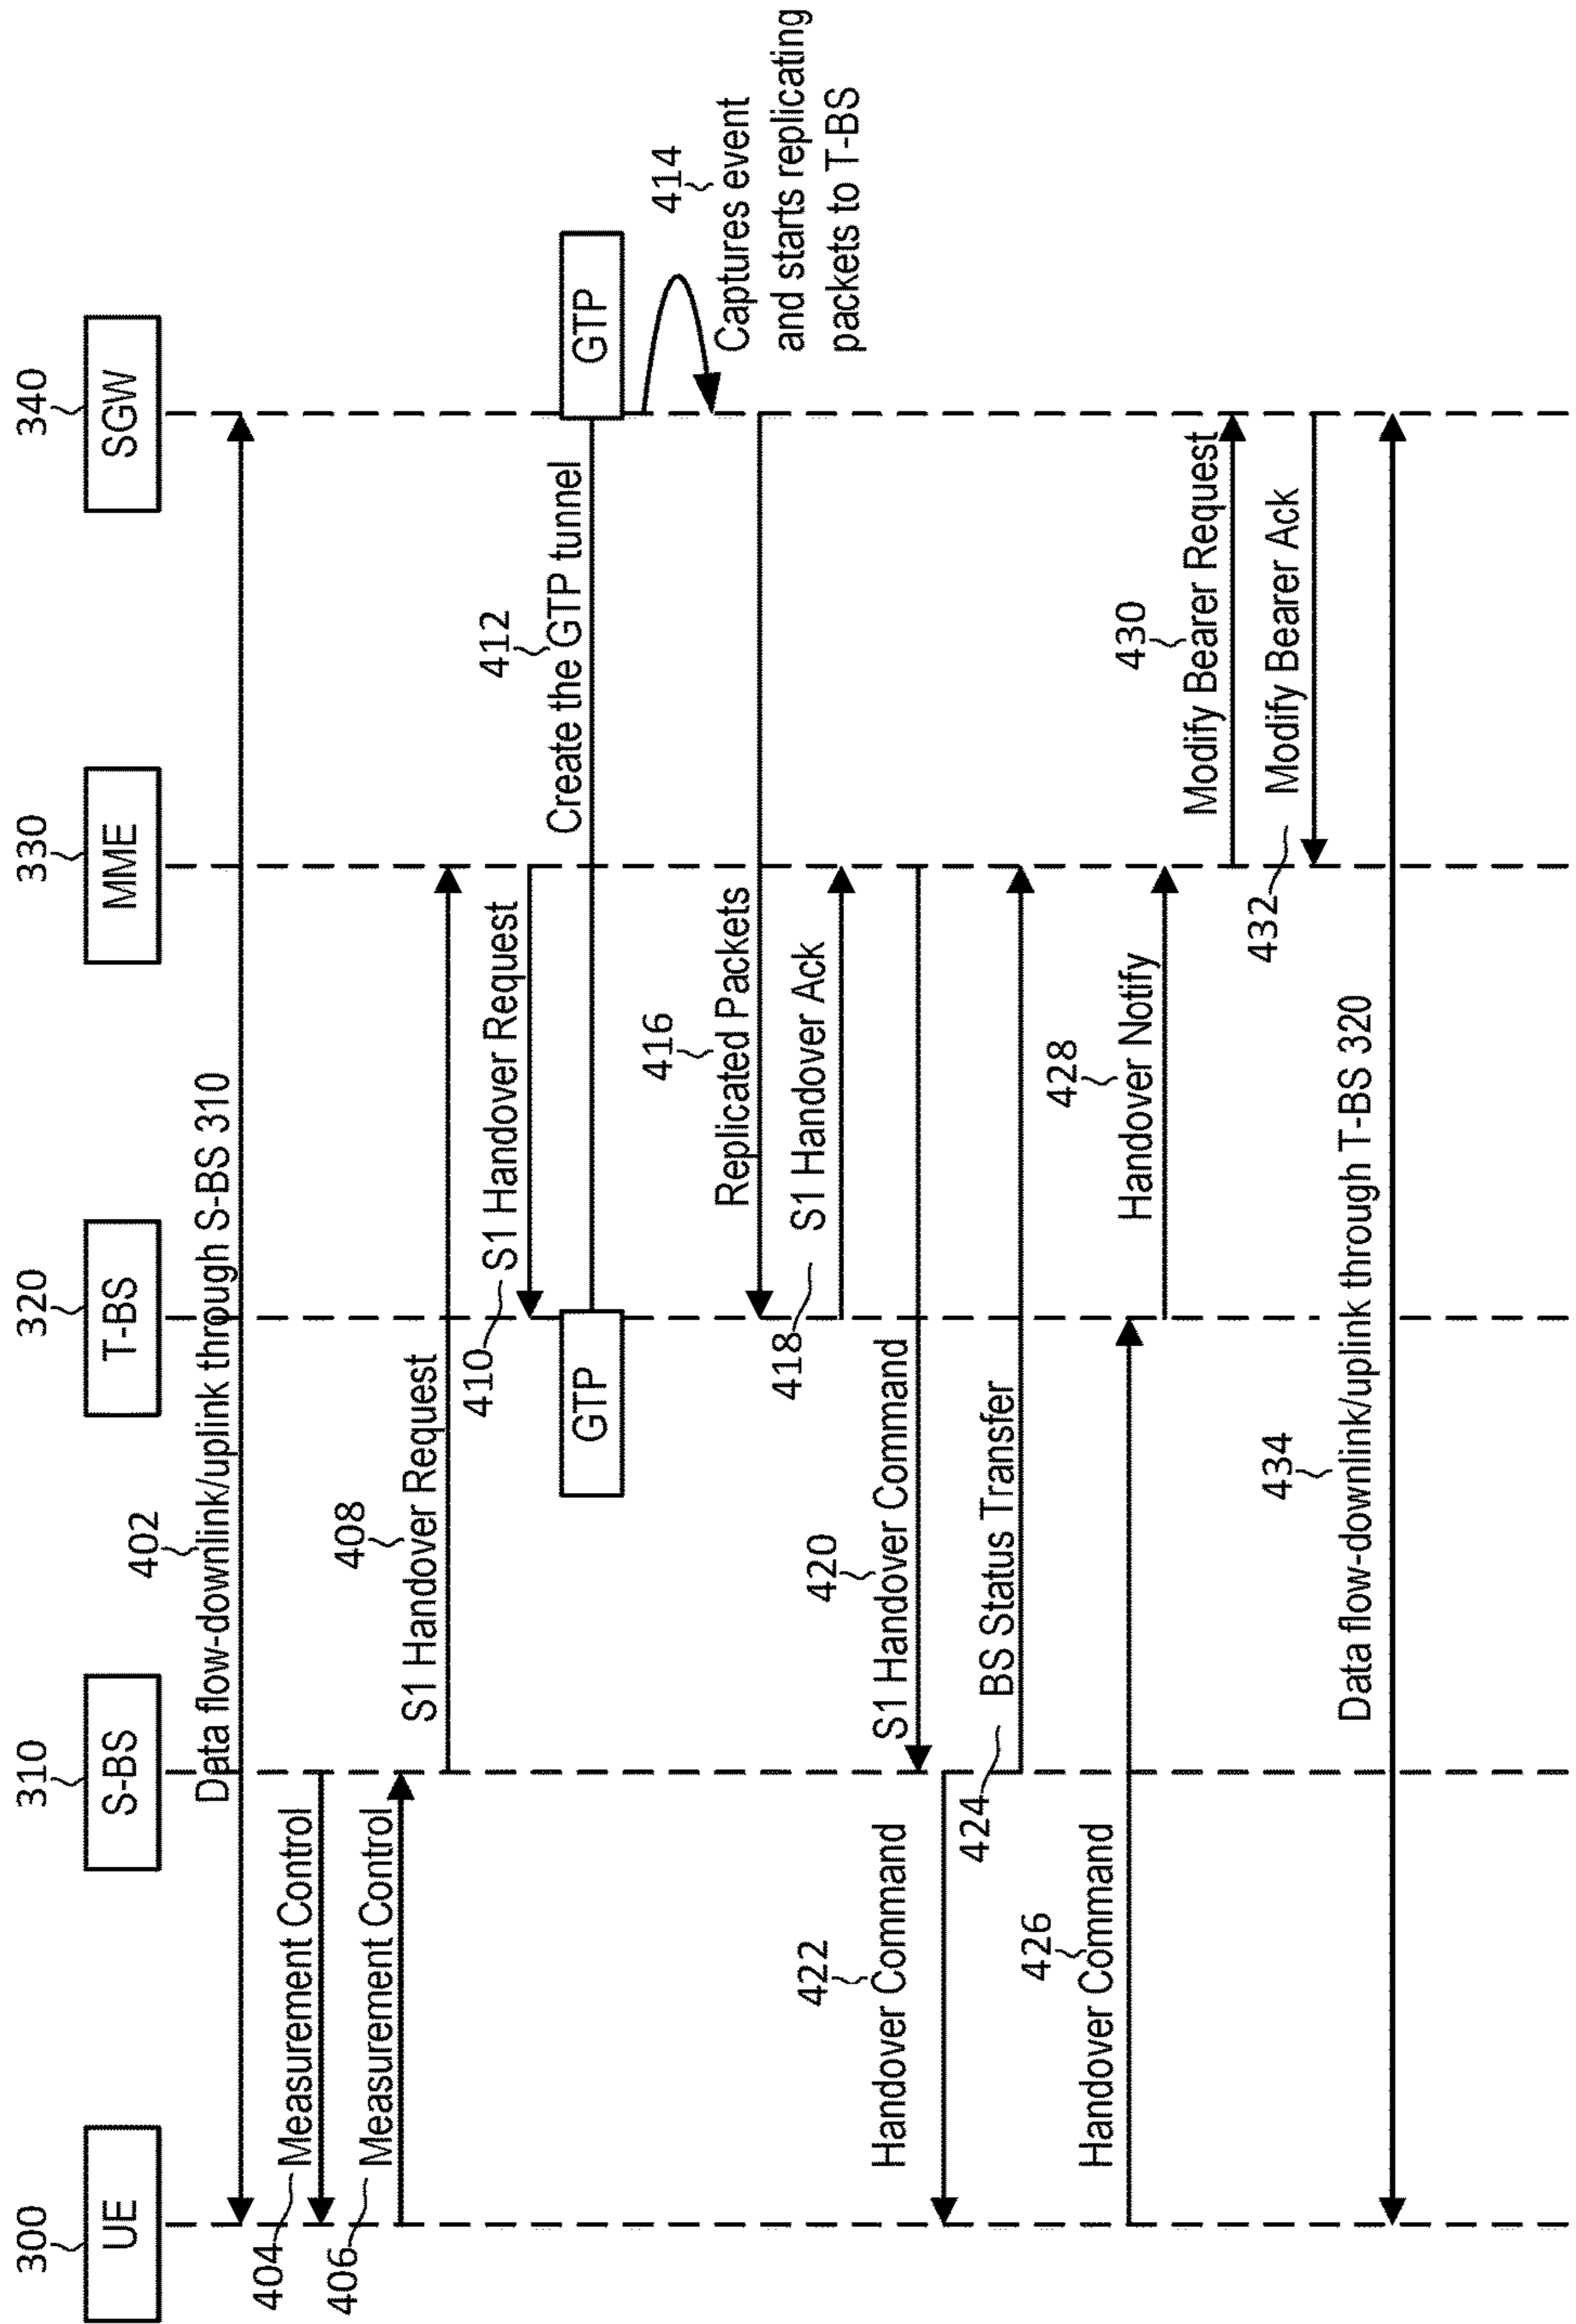 300
UE
310
S-BS
320
T-BS
330
MME
340
SGW
402
Data flow-downlink/uplink through S-BS 310
404
Measurement Control
406
Measurement Control
408
S1 Handover Request
410
S1 Handover Request
412
Create the GTP tunnel
GTP
GTP
414
Captures event
and starts replicating
packets to T-BS
416
Replicated Packets
418
S1 Handover Ack
420
S1 Handover Command
422
Handover Command
424
BS Status Transfer
426
Handover Command
428
Handover Notify
430
Modify Bearer Request
432
Modify Bearer Ack
434
Data flow-downlink/uplink through T-BS 320